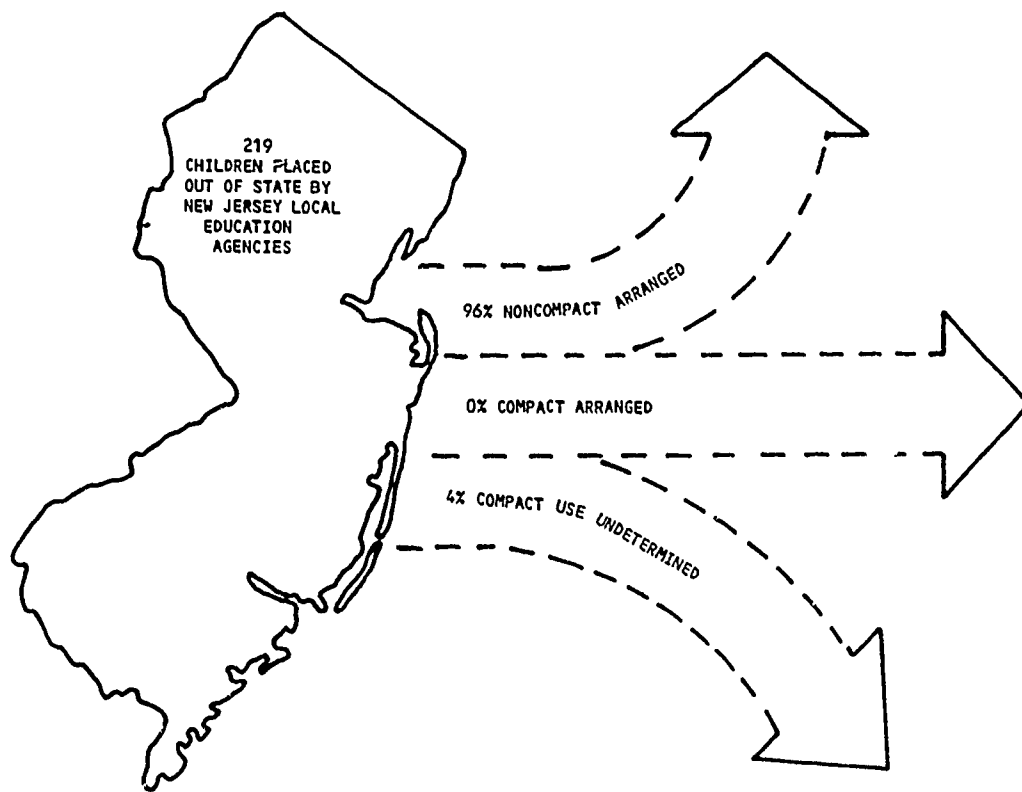 219
CHILDREN PLACED
OUT OF STATE BY
NEW JERSEY LOCAL
EDUCATION
AGENCIES
96% NONCOMPACT ARRANGED
0% COMPACT ARRANGED
4% COMPACT USE UNDETERMINED